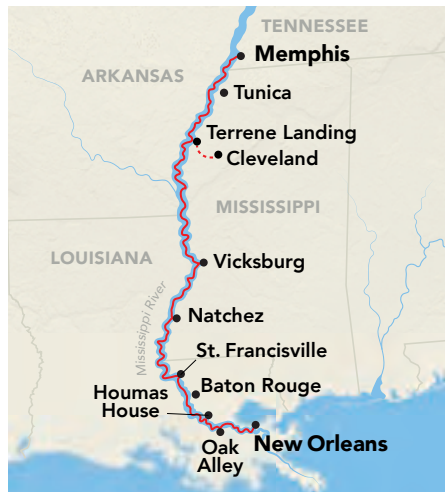 TENNESSEE
Memphis
ARKANSAS
Tunica
Terrene Landing
Cleveland
MISSISSIPPI
LOUISIANA
Vicksburg
Mississippi River
Natchez
St. Francisville
Baton Rouge
Houmas
House
Oak
Alley
New Orleans